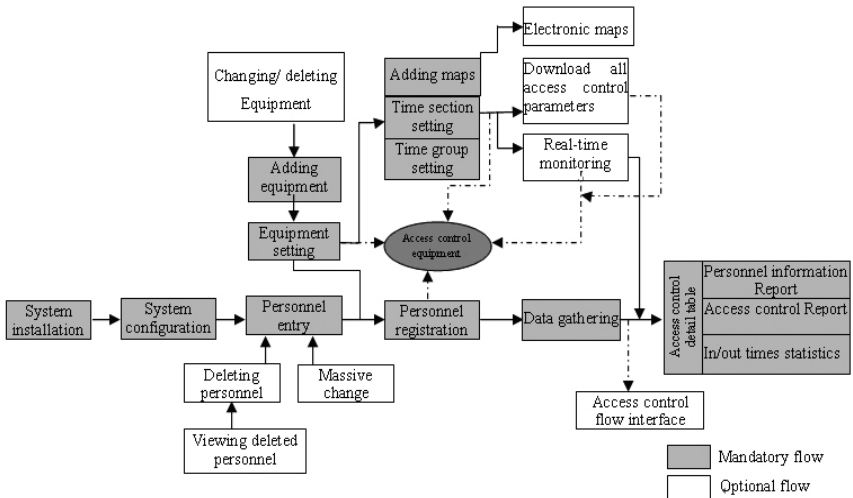 Electronic maps
Changing/ deleting
Equipment
Adding maps
Download all
access control
parameters
Time section
setting
Time group
setting
Real-time
monitoring
Adding
equipment
Equipment
setting
Access control
equipment
System
installation
System
configuration
Personnel
entry
Personnel
registration
Data gathering
Access control
detail table
Personnel information
Report
Access control Report
In/out times statistics
Deleting
personnel
Massive
change
Viewing deleted
personnel
Access control
flow interface
Mandatory flow
Optional flow